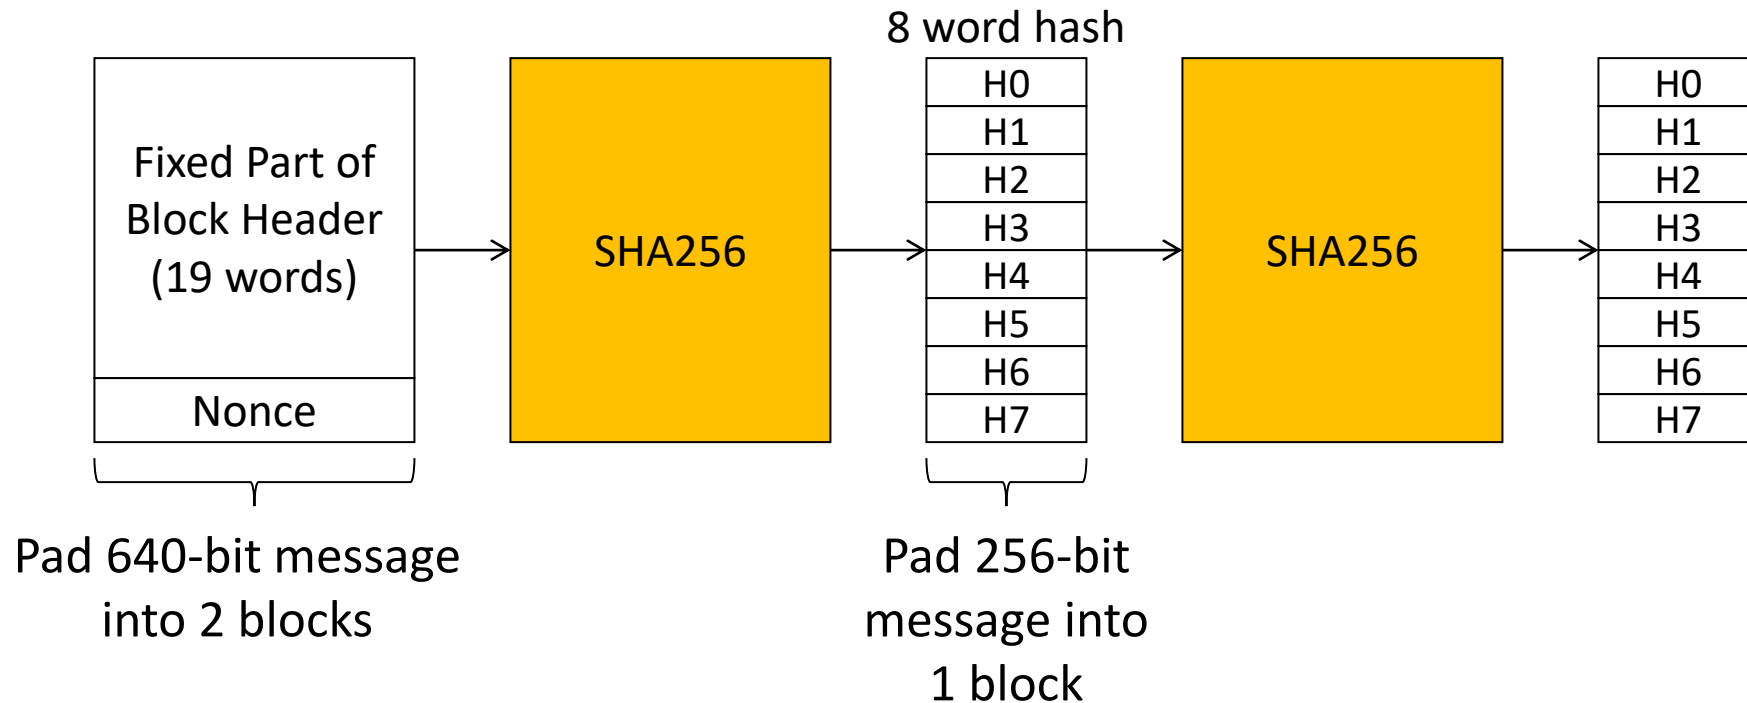 8 word hash
Fixed Part of
Block Header
(19 words)
Nonce
SHA256
H0
H1
H2
H3
H4
H5
H6
H7
SHA256
H0
H1
H2
H3
H4
H5
H6
H7
Pad 640-bit message
into 2 blocks
Pad 256-bit
message into
1 block